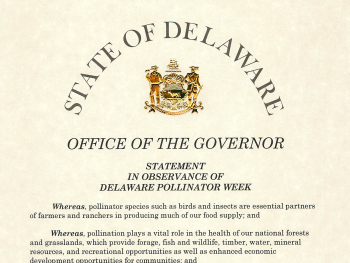 STATE OF DELAWARE
OFFICE OF THE GOVERNOR
STATEMENT
IN OBSERVANCE OF
DELAWARE POLLINATOR WEEK
Whereas, pollinator species such as birds and insects are essential partners
of farmers and ranchers in producing much of our food supply; and
Whereas, pollination plays a vital role in the health of our national forests
and grasslands, which provide forage, fish and wildlife, timber, water, mineral
resources, and recreational opportunities as well as enhanced economic
development opportunities for communities; and